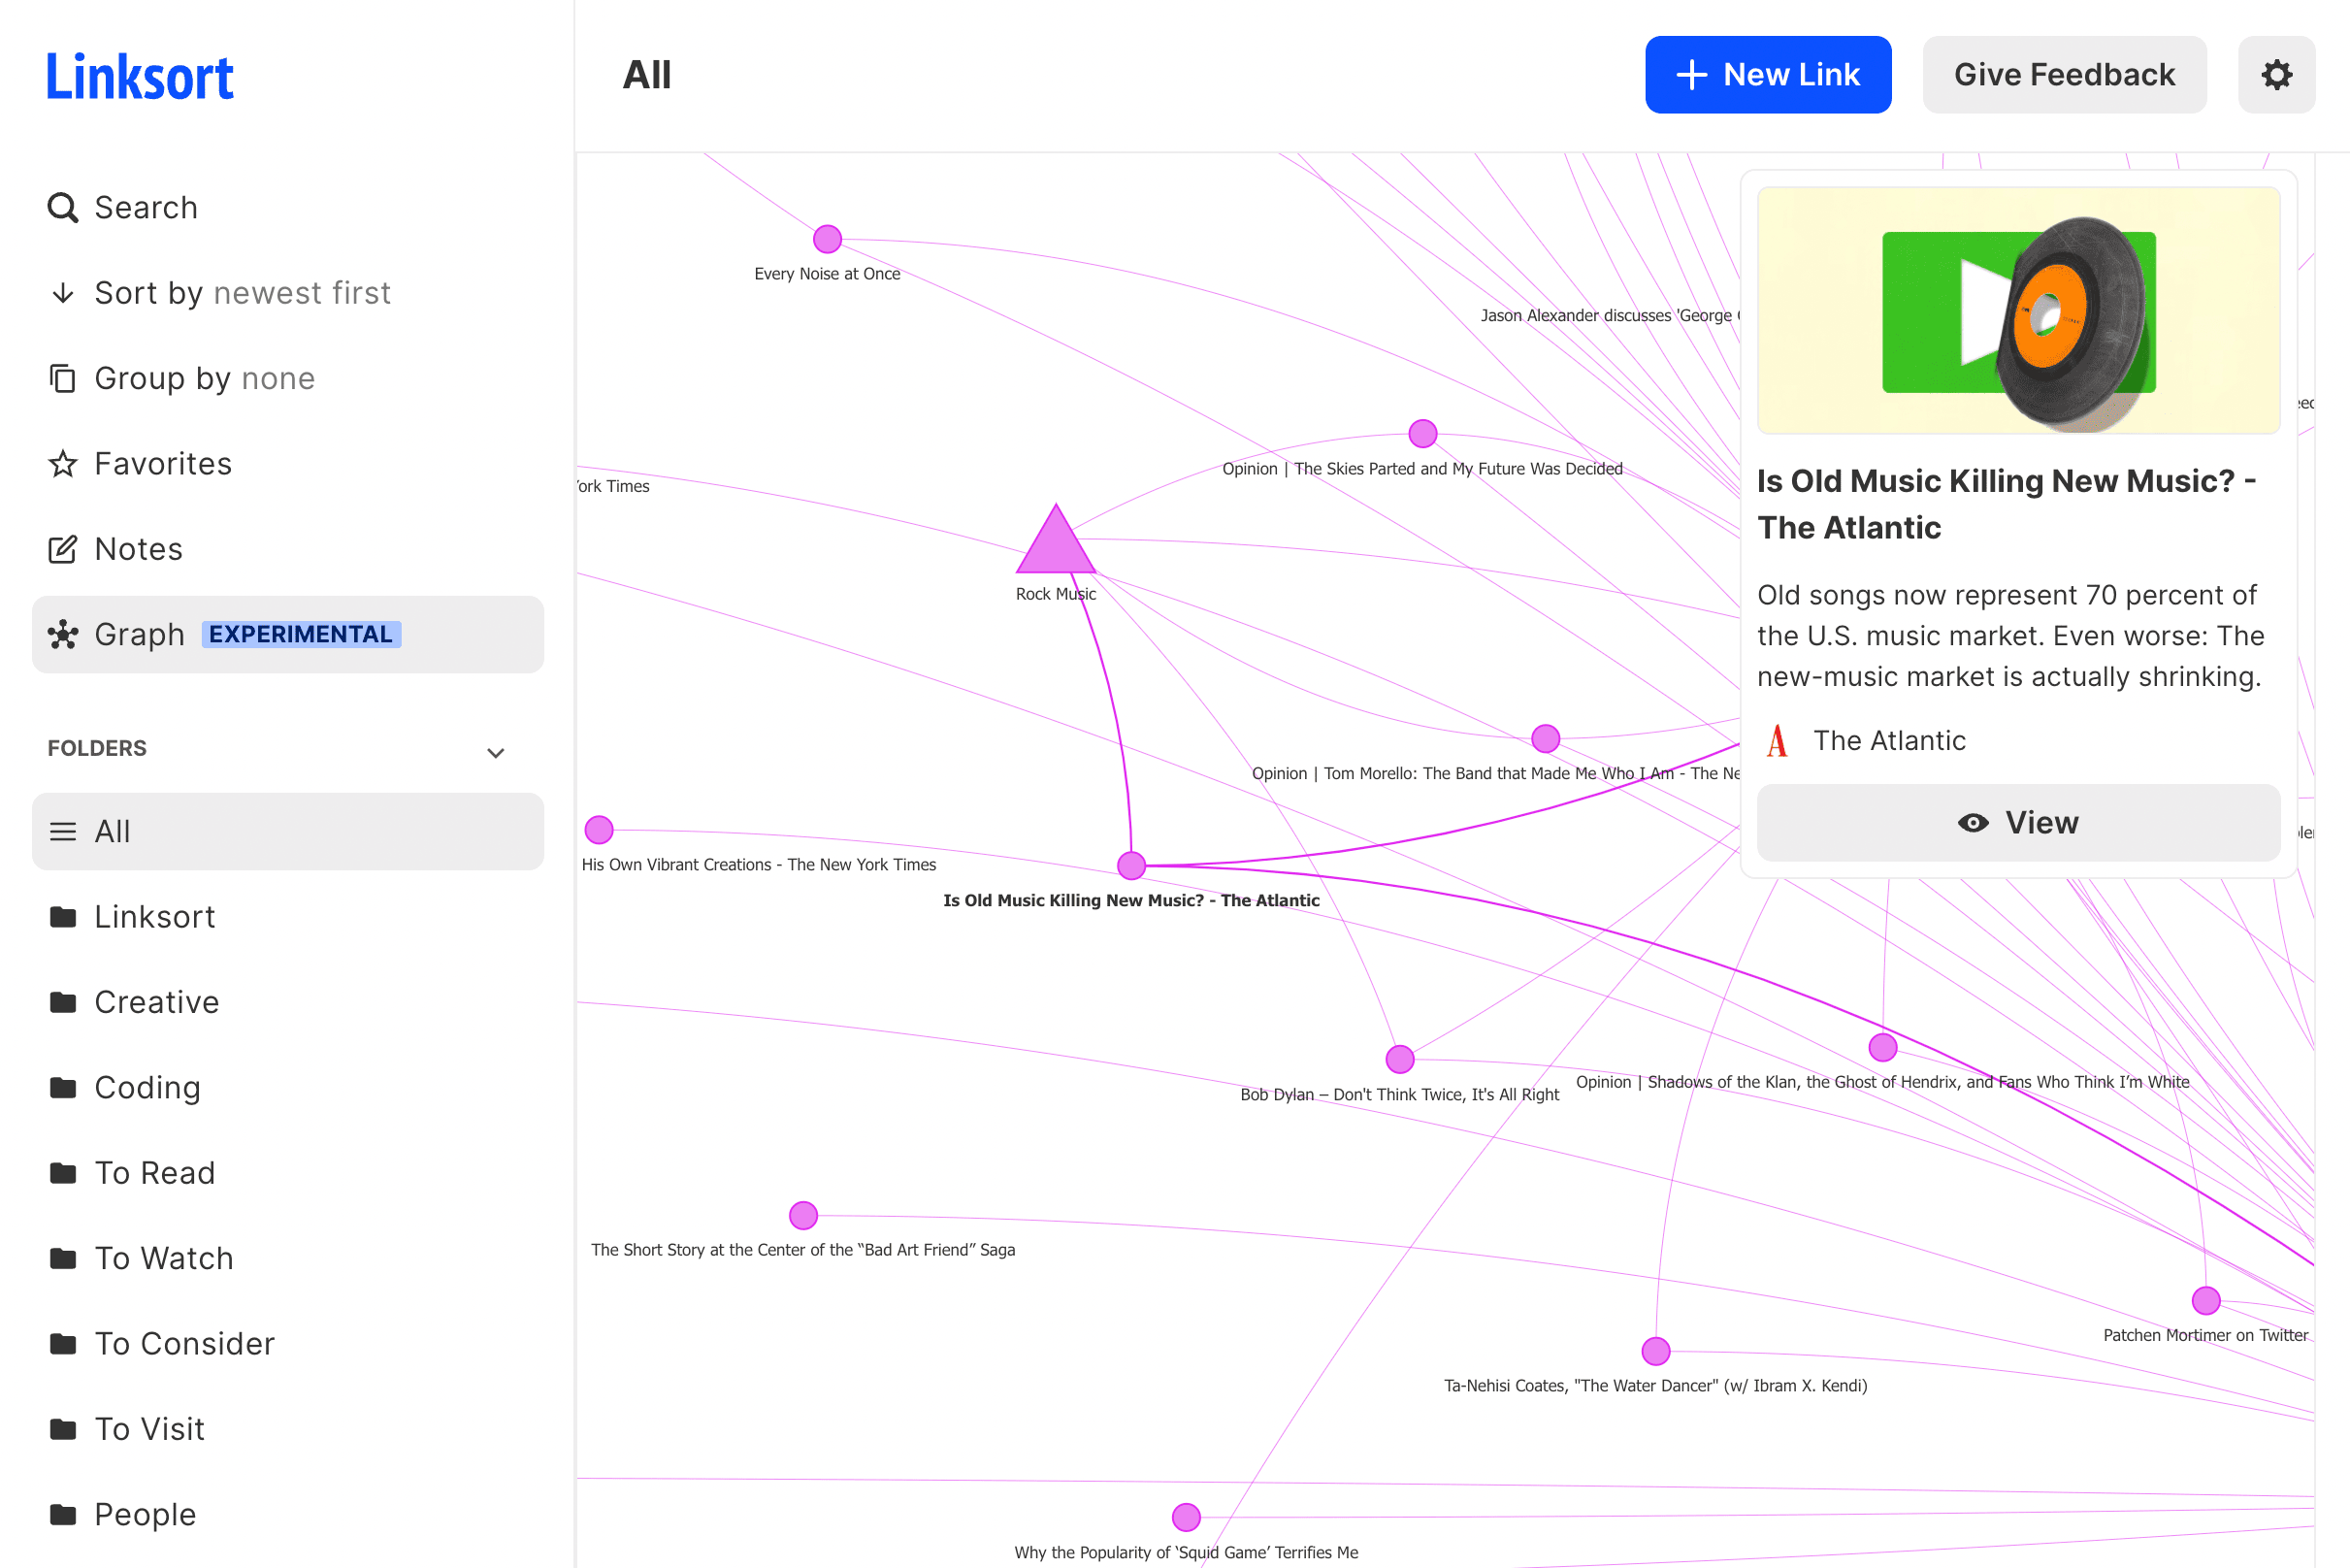 Linksort
Search
Sort by newest first
Group by none
Favorites
Notes
Graph EXPERIMENTAL
FOLDERS
All
Linksort
Creative
Coding
To Read
To Watch
To Consider
To Visit
People
All
New Link
Give Feedback
Every Noise at Once
Jason Alexander discusses 'George
Opinion | The Skies Parted and My Future Was Decided
York Times
Rock Music
Opinion | Tom Morello: The Band that Made Me Who I Am - The Ne
His Own Vibrant Creations - The New York Times
Is Old Music Killing New Music? - The Atlantic
Bob Dylan – Don't Think Twice, It's All Right
Opinion | Shadows of the Klan, the Ghost of Hendrix, and Fans Who Think I’m White
The Short Story at the Center of the “Bad Art Friend” Saga
Patchen Mortimer on Twitter
Ta-Nehisi Coates, "The Water Dancer" (w/ Ibram X. Kendi)
Why the Popularity of ‘Squid Game’ Terrifies Me
Is Old Music Killing New Music? -
The Atlantic
Old songs now represent 70 percent of
the U.S. music market. Even worse: The
new-music market is actually shrinking.
The Atlantic
View